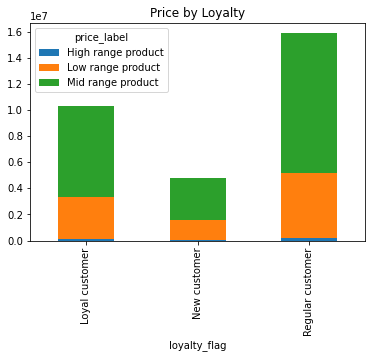 Price by Loyalty
1e7
price_label
High range product
Low range product
Mid range product
1.6
1.4
1.2
1.0
0.8
0.6
0.4
0.2
0.0
Loyal customer
New customer
Regular customer
loyalty_flag